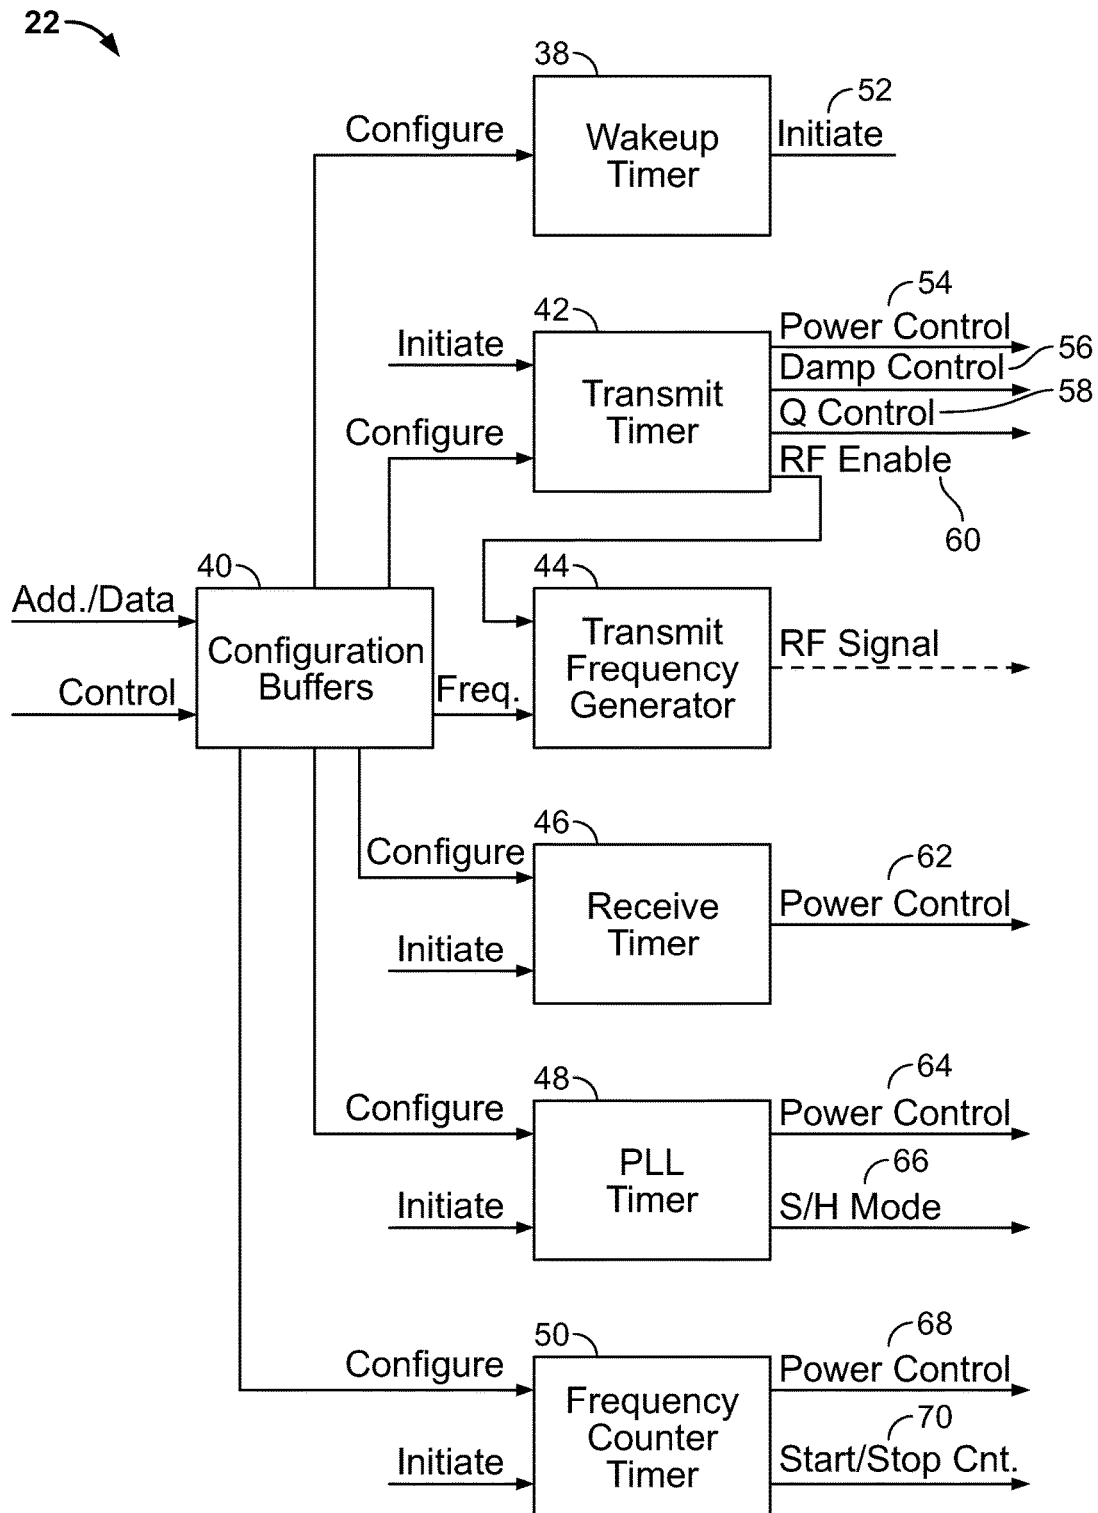 22
38
52
Configure
Wakeup
Timer
Initiate
54
42
Power Control
56
Initiate
Damp Control
58
Transmit
Timer
Configure
Q Control
RF Enable
60
40
44
Add./Data
Configuration
Buffers
Transmit
Frequency
Generator
RF Signal
Control
Freq.
46
62
Configure
Receive
Timer
Power Control
Initiate
48
64
Configure
Power Control
PLL
Timer
66
Initiate
S/H Mode
50
68
Configure
Power Control
Frequency
Counter
Timer
70
Initiate
Start/Stop Cnt.